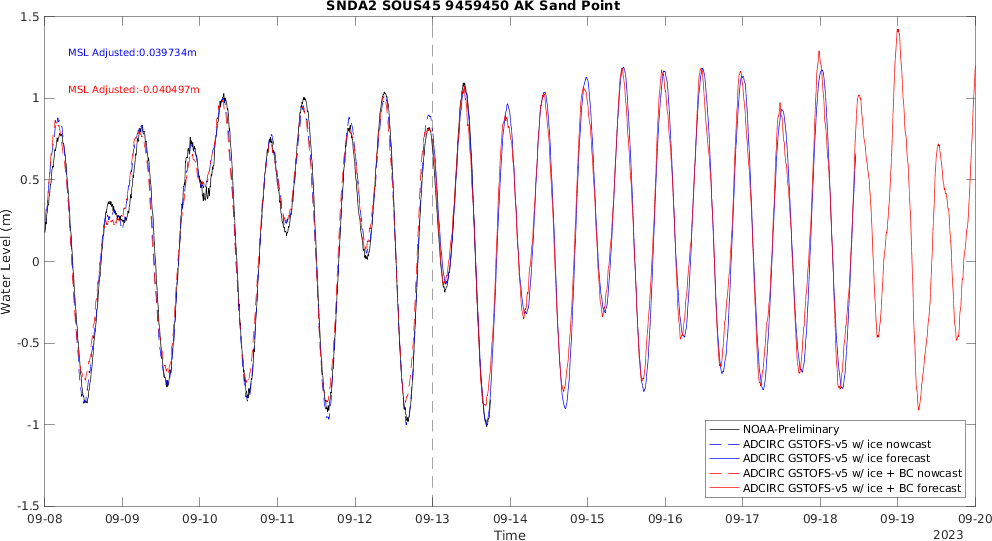 SNDA2 SOUS45 9459450 AK Sand Point
MSL Adjusted:0.039734m
MSL Adjusted:-0.040497m
Water Level (m)
1.5
1
0.5
0
-0.5
-1
-1.5
NOAA-Preliminary
ADCIRC GSTOFS-v5 w/ ice nowcast
ADCIRC GSTOFS-v5 w/ ice forecast
ADCIRC GSTOFS-v5 w/ ice + BC nowcast
ADCIRC GSTOFS-v5 w/ ice + BC forecast
09-08 09-09 09-10 09-11 09-12 09-13 09-14 09-15 09-16 09-17 09-18 09-19 09-20
Time
2023